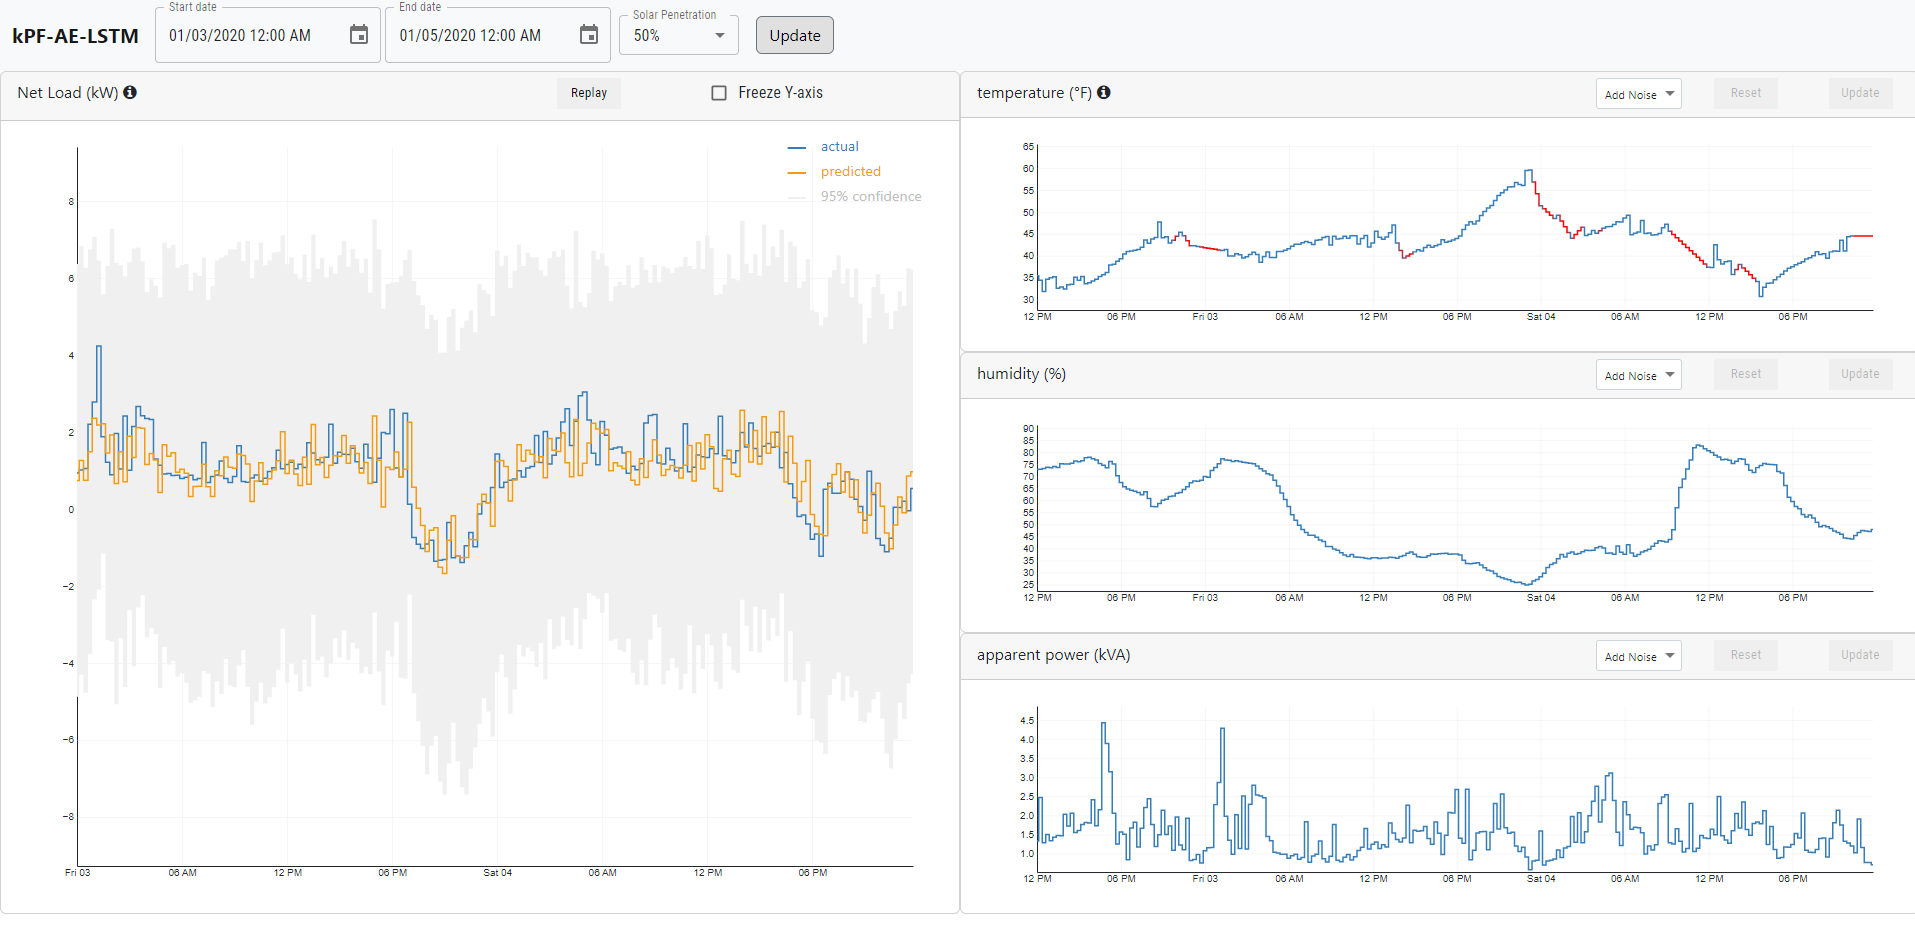 kPF-AE-LSTM
Start date
01/03/2020 12:00 AM
End date
01/05/2020 12:00 AM
Solar Penetration
50%
Update
Net Load (kW)
Replay
Freeze Y-axis
actual
predicted
95% confidence
8
6
4
2
0
−2
−4
−6
−8
Fri 03 06 AM 12 PM 06 PM Sat 04 06 AM 12 PM 06 PM
temperature (°F)
Add Noise
Reset
Update
65
60
55
50
45
40
35
30
12 PM 06 PM Fri 03 06 AM 12 PM 06 PM Sat 04 06 AM 12 PM 06 PM
humidity (%)
Add Noise
Reset
Update
90
85
80
75
70
65
60
55
50
45
40
35
30
25
12 PM 06 PM Fri 03 06 AM 12 PM 06 PM Sat 04 06 AM 12 PM 06 PM
apparent power (kVA)
Add Noise
Reset
Update
4.5
4.0
3.5
3.0
2.5
2.0
1.5
1.0
12 PM 06 PM Fri 03 06 AM 12 PM 06 PM Sat 04 06 AM 12 PM 06 PM